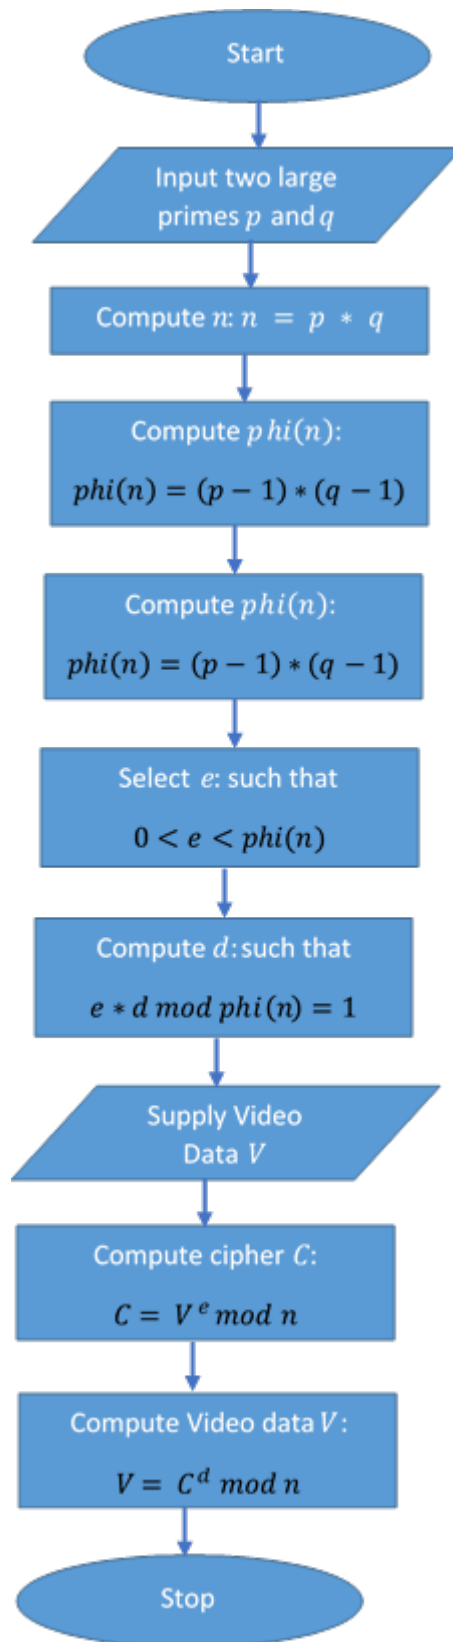 Start
Input two large
primes p and q
Compute n: n = p * q
Compute phi(n):
phi(n) = (p − 1) * (q − 1)
Compute phi(n):
phi(n) = (p − 1) * (q − 1)
Select e: such that
0 < e < phi(n)
Compute d: such that
e * d mod phi(n) = 1
Supply Video
Data V
Compute cipher C:
C = V^e mod n
Compute Video data V:
V = C^d mod n
Stop